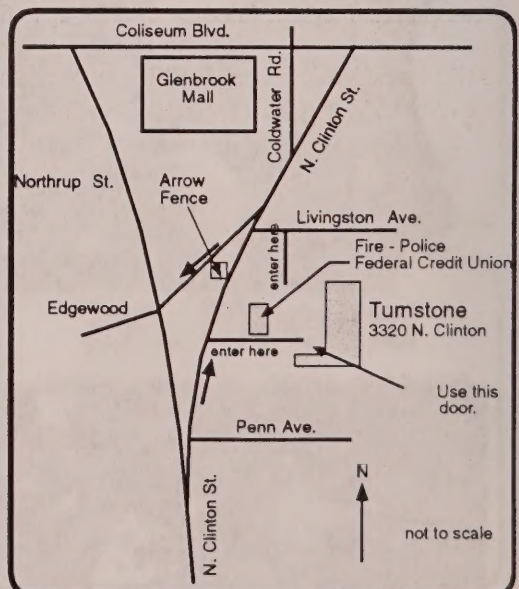 Coliseum Blvd.
Glenbrook
Mall
Coldwater Rd.
N. Clinton St.
Northrup St.
Arrow
Fence
Livingston Ave.
enter here
Fire - Police
Federal Credit Union
Edgewood
Turnstone
3320 N. Clinton
enter here
Use this
door.
Penn Ave.
N
N. Clinton St.
not to scale